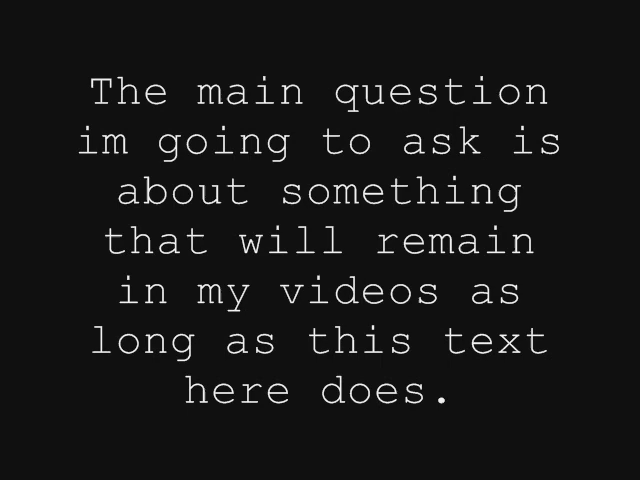 The main question
im going to ask is
about something
that will remain
in my videos as
long as this text
here does.